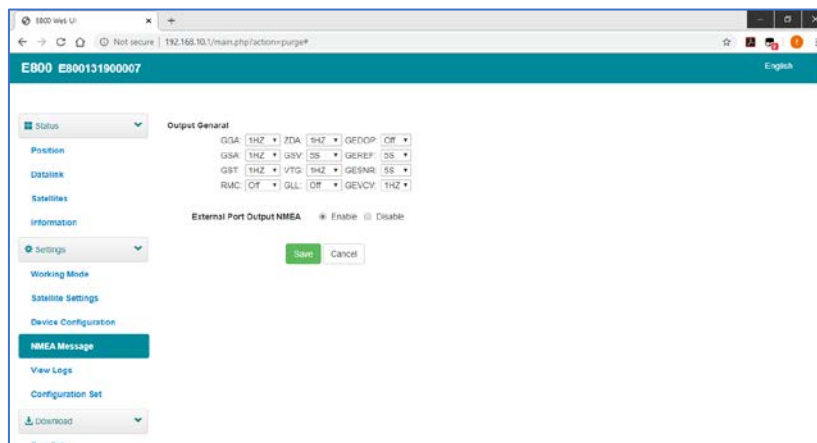 E800 Web UI
Not secure | 192.168.10.1/main.php?action=purge#
E800 E800131900007 English
Status
Position
Datalink
Satellites
Information
Settings
Working Mode
Satellite Settings
Device Configuration
NMEA Message
View Logs
Configuration Set
Download
Output Genaral
GGA: 1HZ ZDA: 1HZ GEDOP: Off
GSA: 1HZ GSV: 5S GEREF: 5S
GST: 1HZ VTG: 1HZ GESNR: 5S
RMC: Off GLL: Off GEVCV: 1HZ
External Port Output NMEA Enable Disable
Save Cancel